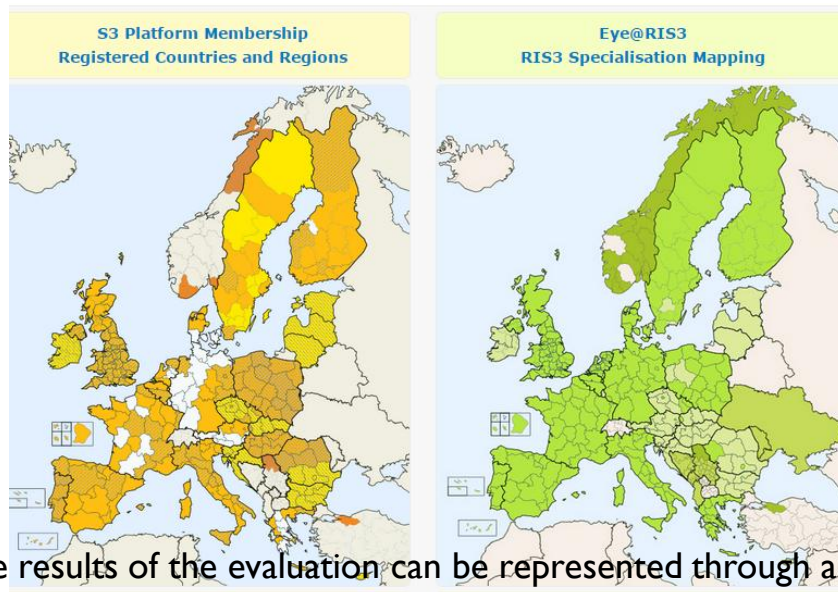 S3 Platform Membership
Registered Countries and Regions
Eye@RIS3
RIS3 Specialisation Mapping
e results of the evaluation can be represented through a